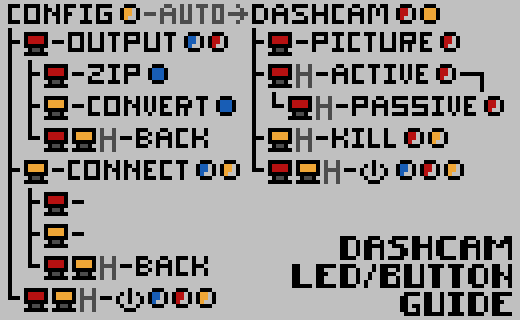 CONFIG -AUTO→DASHCAM
-OUTPUT
-ZIP
-CONVERT
H-BACK
-CONNECT
-
-
H-BACK
H-⏻
-PICTURE
H-ACTIVE
H-PASSIVE
H-KILL
H-⏻
DASHCAM
LED/BUTTON
GUIDE